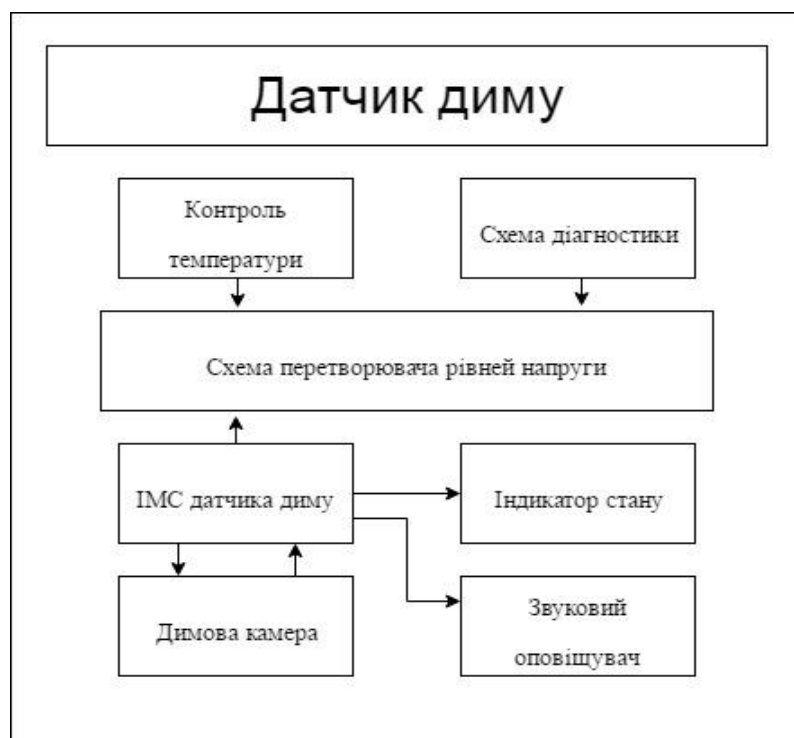 Датчик диму
Контроль
температури
Схема діагностики
Схема перетворювача рівней напруги
ІМС датчика диму
Індикатор стану
Димова камера
Звуковий
оповіщувач